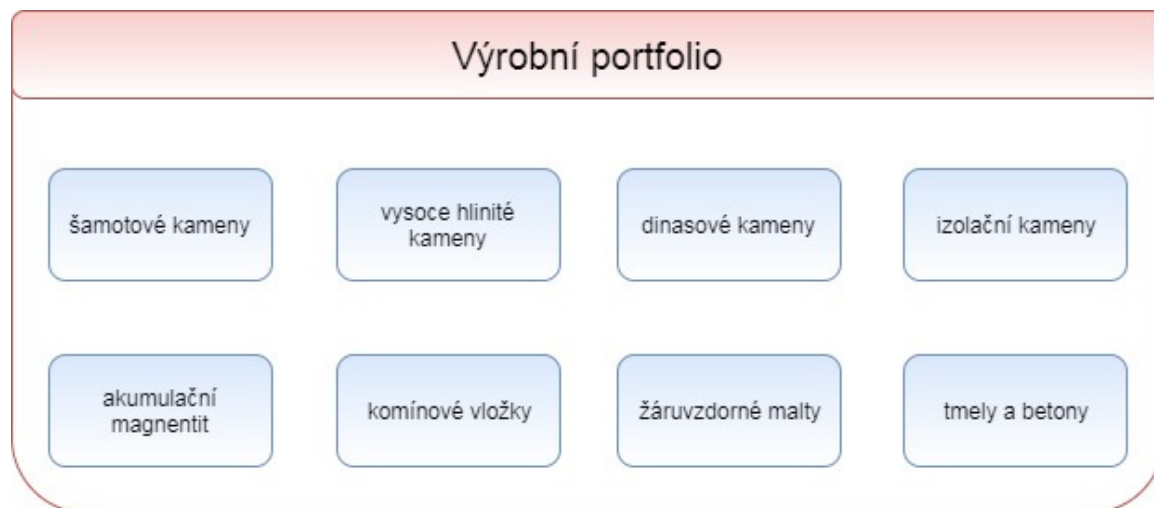 Výrobní portfolio
šamotové kameny
vysoce hlinité
kameny
dinasové kameny
izolační kameny
akumulační
magnentit
komínové vložky
žáruvzdorné malty
tmely a betony